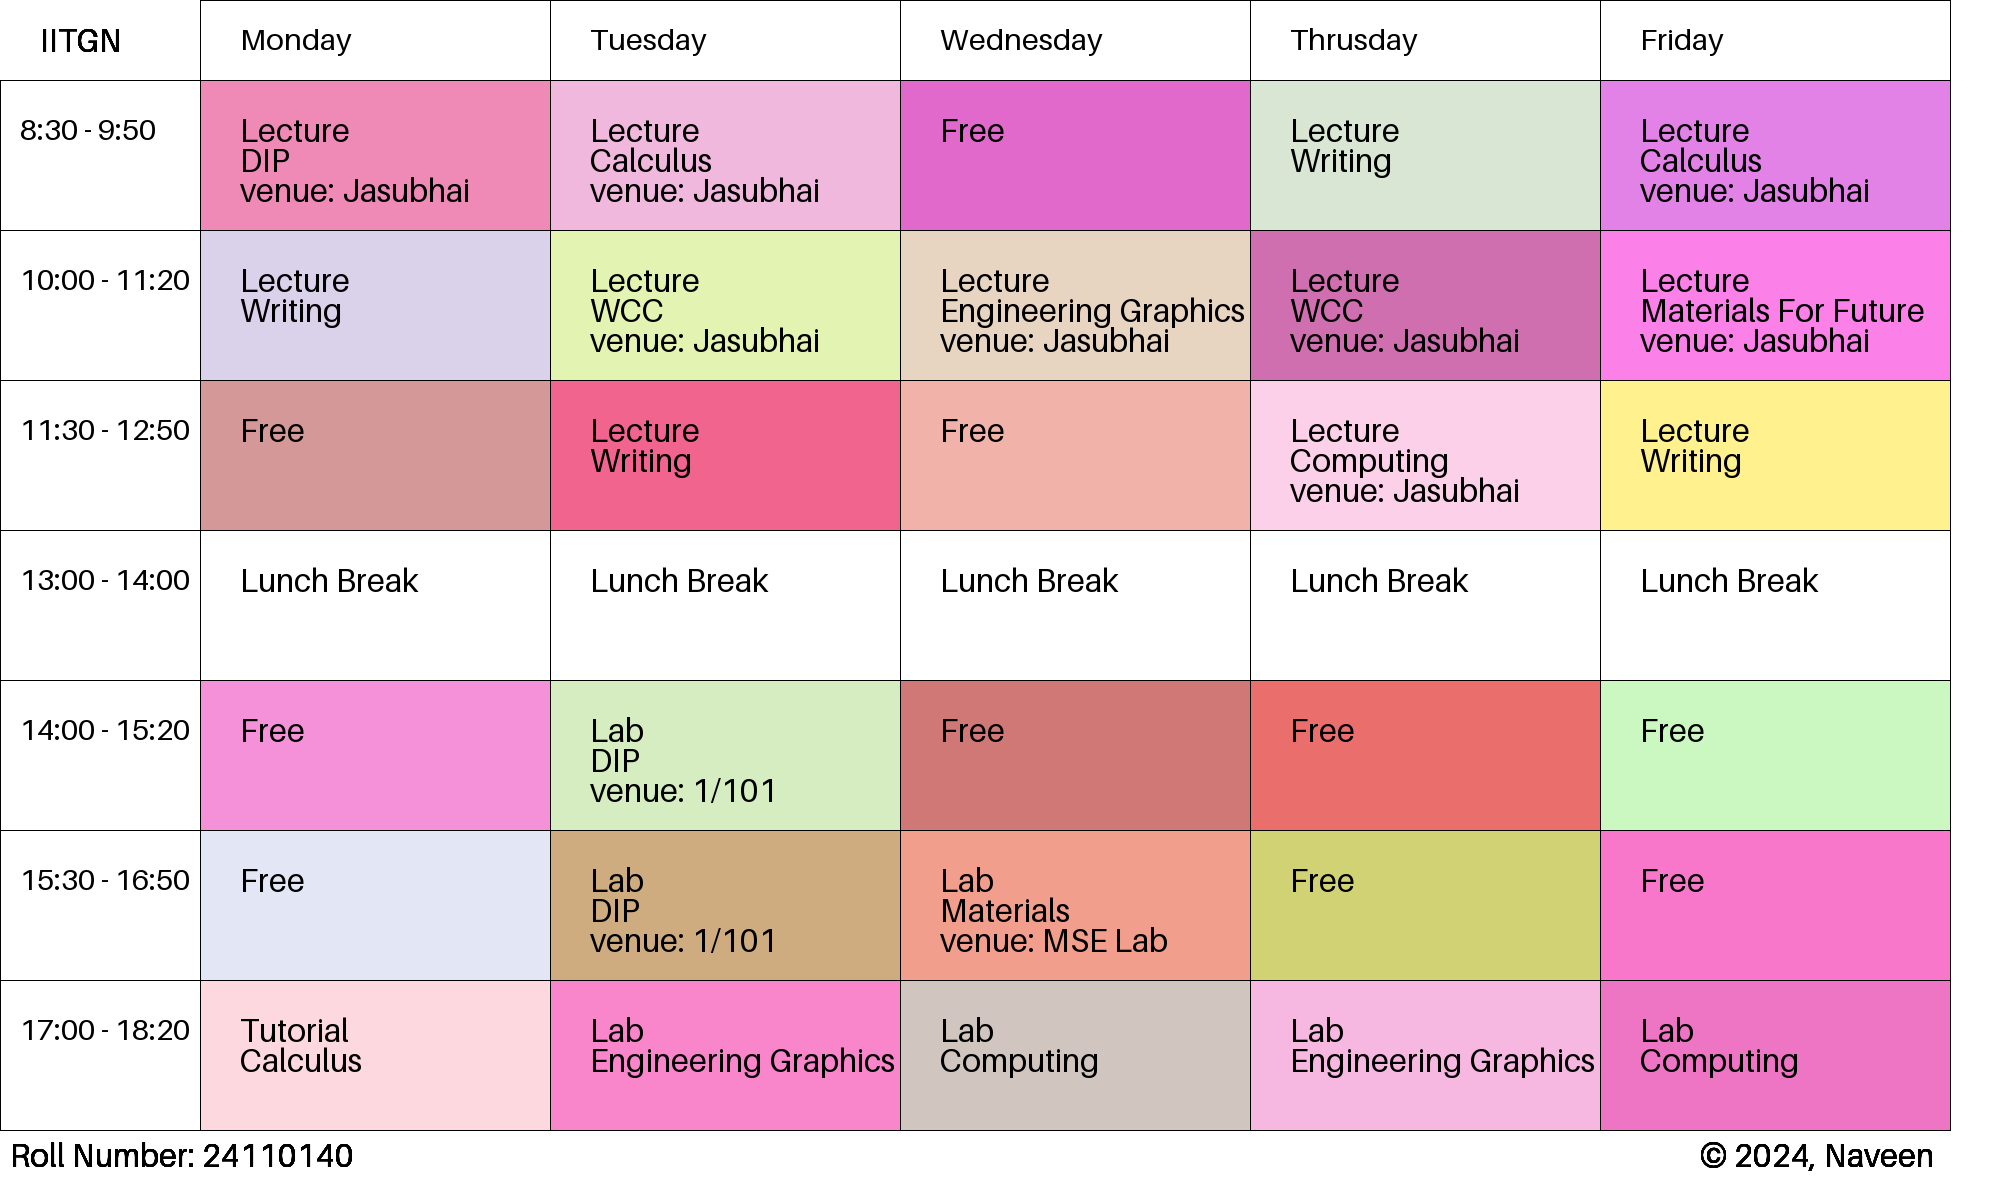 IITGN
Monday
Tuesday
Wednesday
Thrusday
Friday
8:30 - 9:50
Lecture
DIP
venue: Jasubhai
Lecture
Calculus
venue: Jasubhai
Free
Lecture
Writing
Lecture
Calculus
venue: Jasubhai
10:00 - 11:20
Lecture
Writing
Lecture
WCC
venue: Jasubhai
Lecture
Engineering Graphics
venue: Jasubhai
Lecture
WCC
venue: Jasubhai
Lecture
Materials For Future
venue: Jasubhai
11:30 - 12:50
Free
Lecture
Writing
Free
Lecture
Computing
venue: Jasubhai
Lecture
Writing
13:00 - 14:00
Lunch Break
Lunch Break
Lunch Break
Lunch Break
Lunch Break
14:00 - 15:20
Free
Lab
DIP
venue: 1/101
Free
Free
Free
15:30 - 16:50
Free
Lab
DIP
venue: 1/101
Lab
Materials
venue: MSE Lab
Free
Free
17:00 - 18:20
Tutorial
Calculus
Lab
Engineering Graphics
Lab
Computing
Lab
Engineering Graphics
Lab
Computing
Roll Number: 24110140
© 2024, Naveen